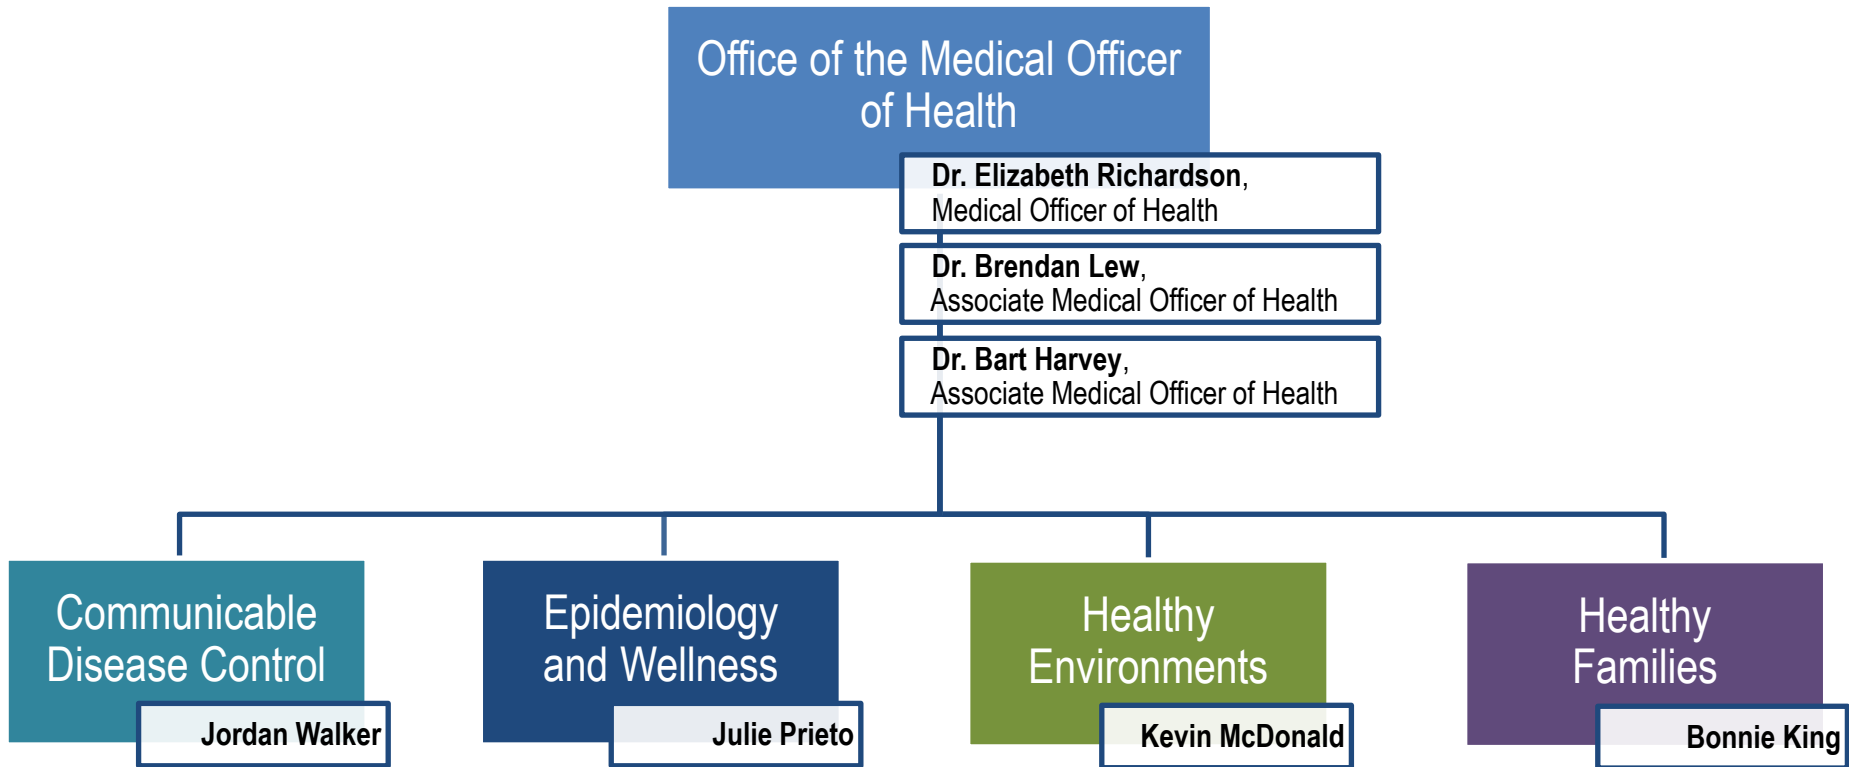 Office of the Medical Officer
of Health
Dr. Elizabeth Richardson,
Medical Officer of Health
Dr. Brendan Lew,
Associate Medical Officer of Health
Dr. Bart Harvey,
Associate Medical Officer of Health
Communicable
Disease Control
Jordan Walker
Epidemiology
and Wellness
Julie Prieto
Healthy
Environments
Kevin McDonald
Healthy
Families
Bonnie King